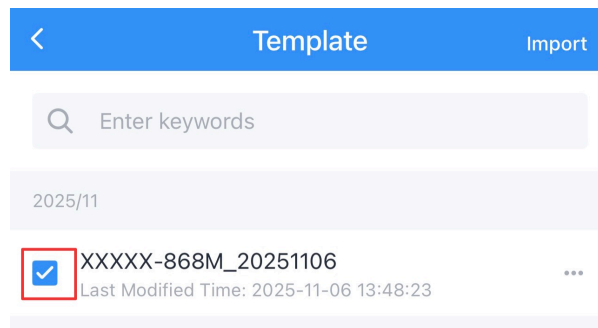 Template
Import
Enter keywords
2025/11
XXXXX-868M_20251106
Last Modified Time: 2025-11-06 13:48:23